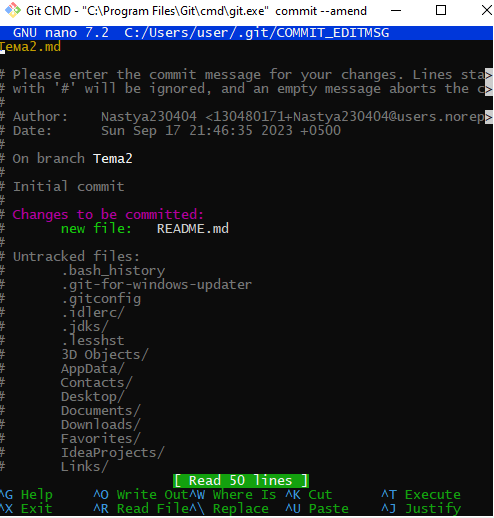 Git CMD - "C:\Program Files\Git\cmd\git.exe" commit --amend
GNU nano 7.2 C:/Users/user/.git/COMMIT_EDITMSG
Тема2.md
# Please enter the commit message for your changes. Lines sta>
# with '#' will be ignored, and an empty message aborts the c>
#
# Author: Nastya230404 <130480171+Nastya230404@users.norep>
# Date: Sun Sep 17 21:46:35 2023 +0500
#
# On branch Tema2
#
# Initial commit
#
# Changes to be committed:
# new file: README.md
#
# Untracked files:
# .bash_history
# .git-for-windows-updater
# .gitconfig
# .idlerc/
# .jdks/
# .lesshst
# 3D Objects/
# AppData/
# Contacts/
# Desktop/
# Documents/
# Downloads/
# Favorites/
# IdeaProjects/
# Links/
[ Read 50 lines ]
^G Help ^O Write Out ^W Where Is ^K Cut ^T Execute
^X Exit ^R Read File ^\ Replace ^U Paste ^J Justify